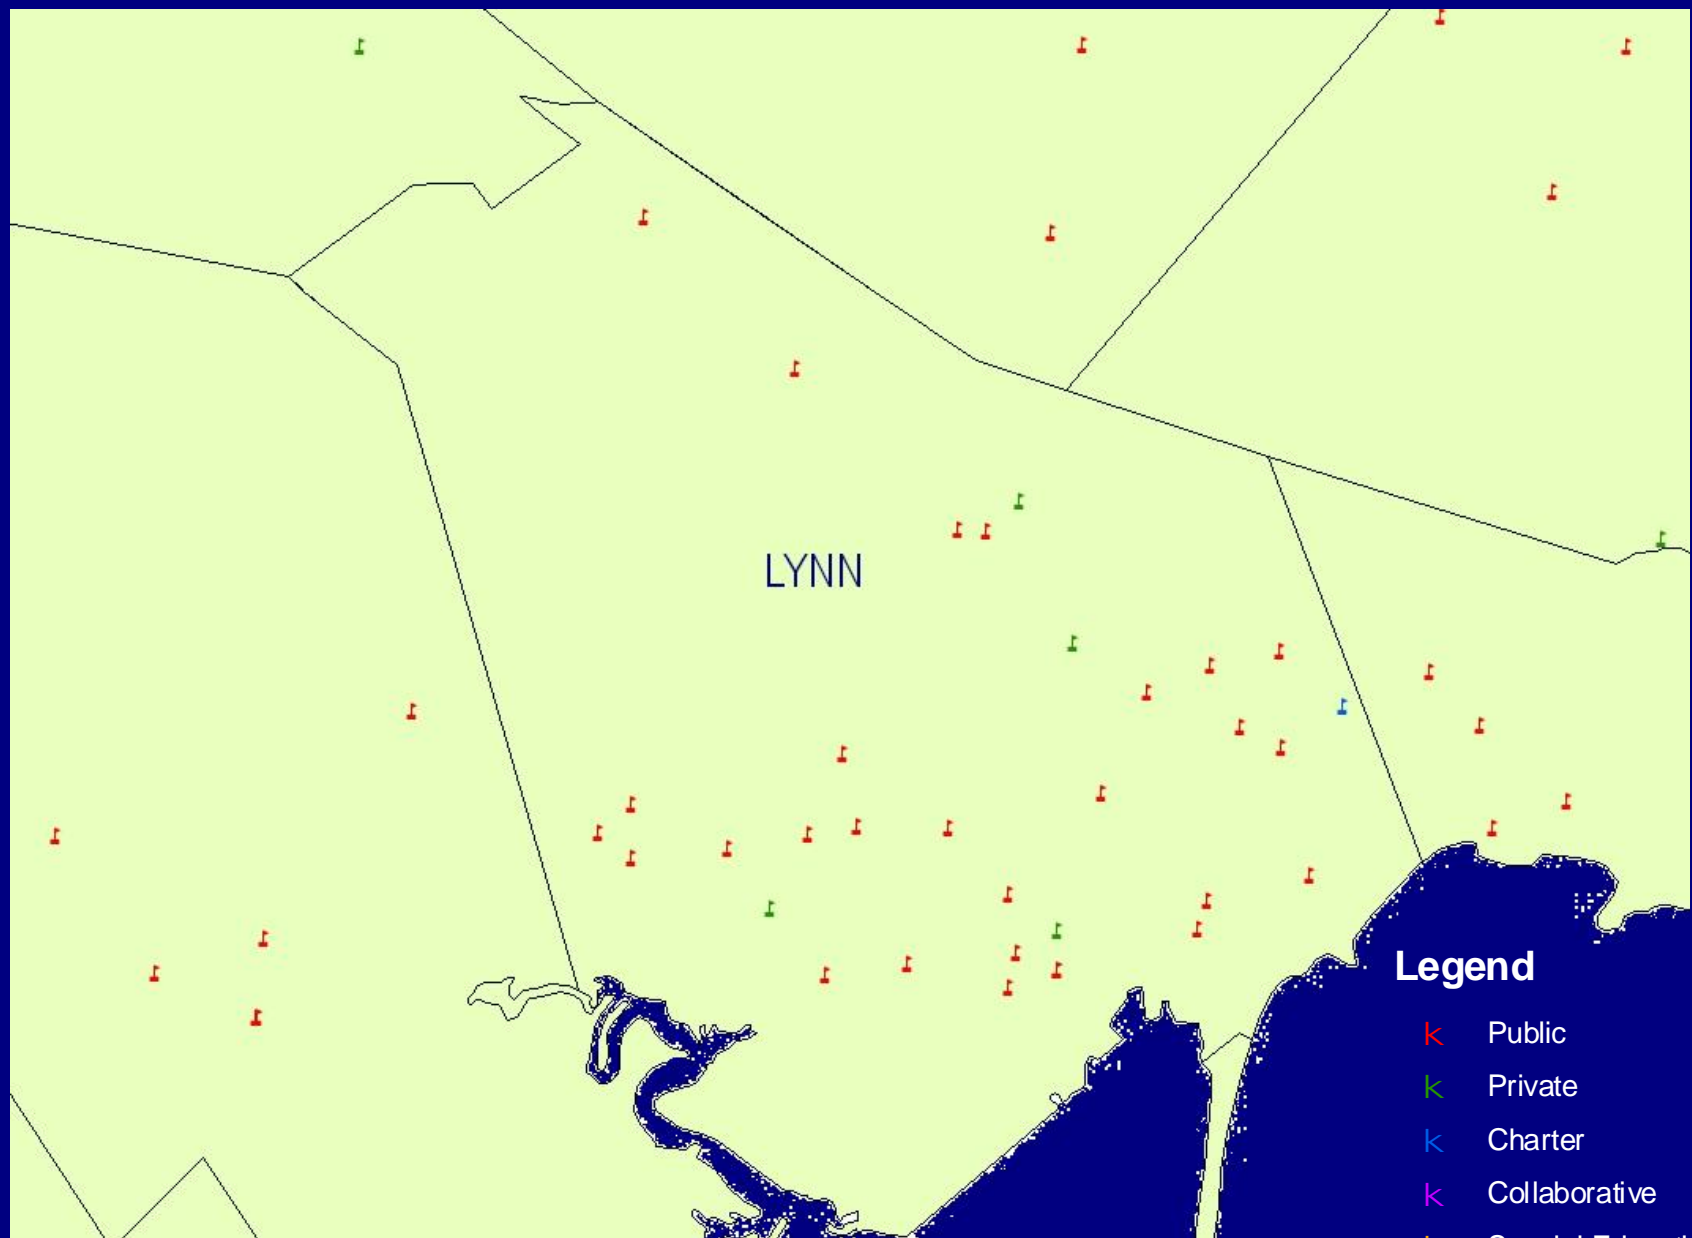 LYNN
Legend
k Public
k Private
k Charter
k Collaborative